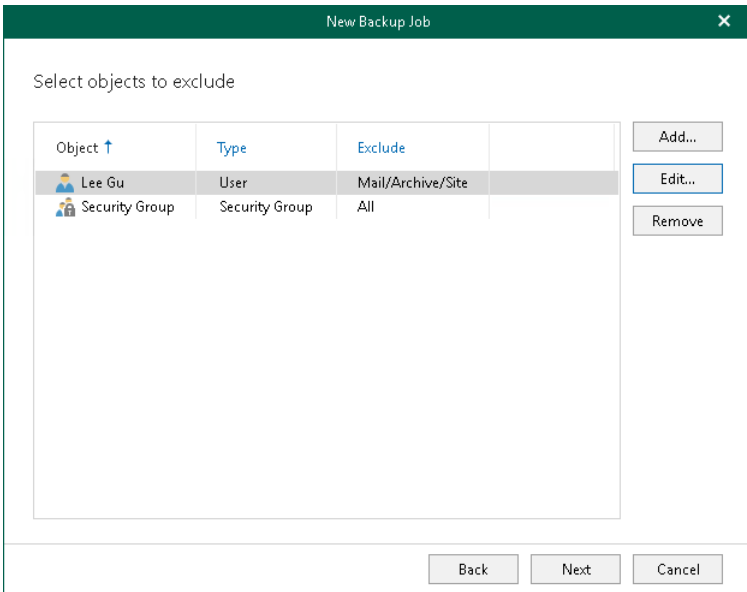 New Backup Job
Select objects to exclude
Object Type Exclude
Lee Gu User Mail/Archive/Site
Security Group Security Group All
Add...
Edit...
Remove
Back Next Cancel